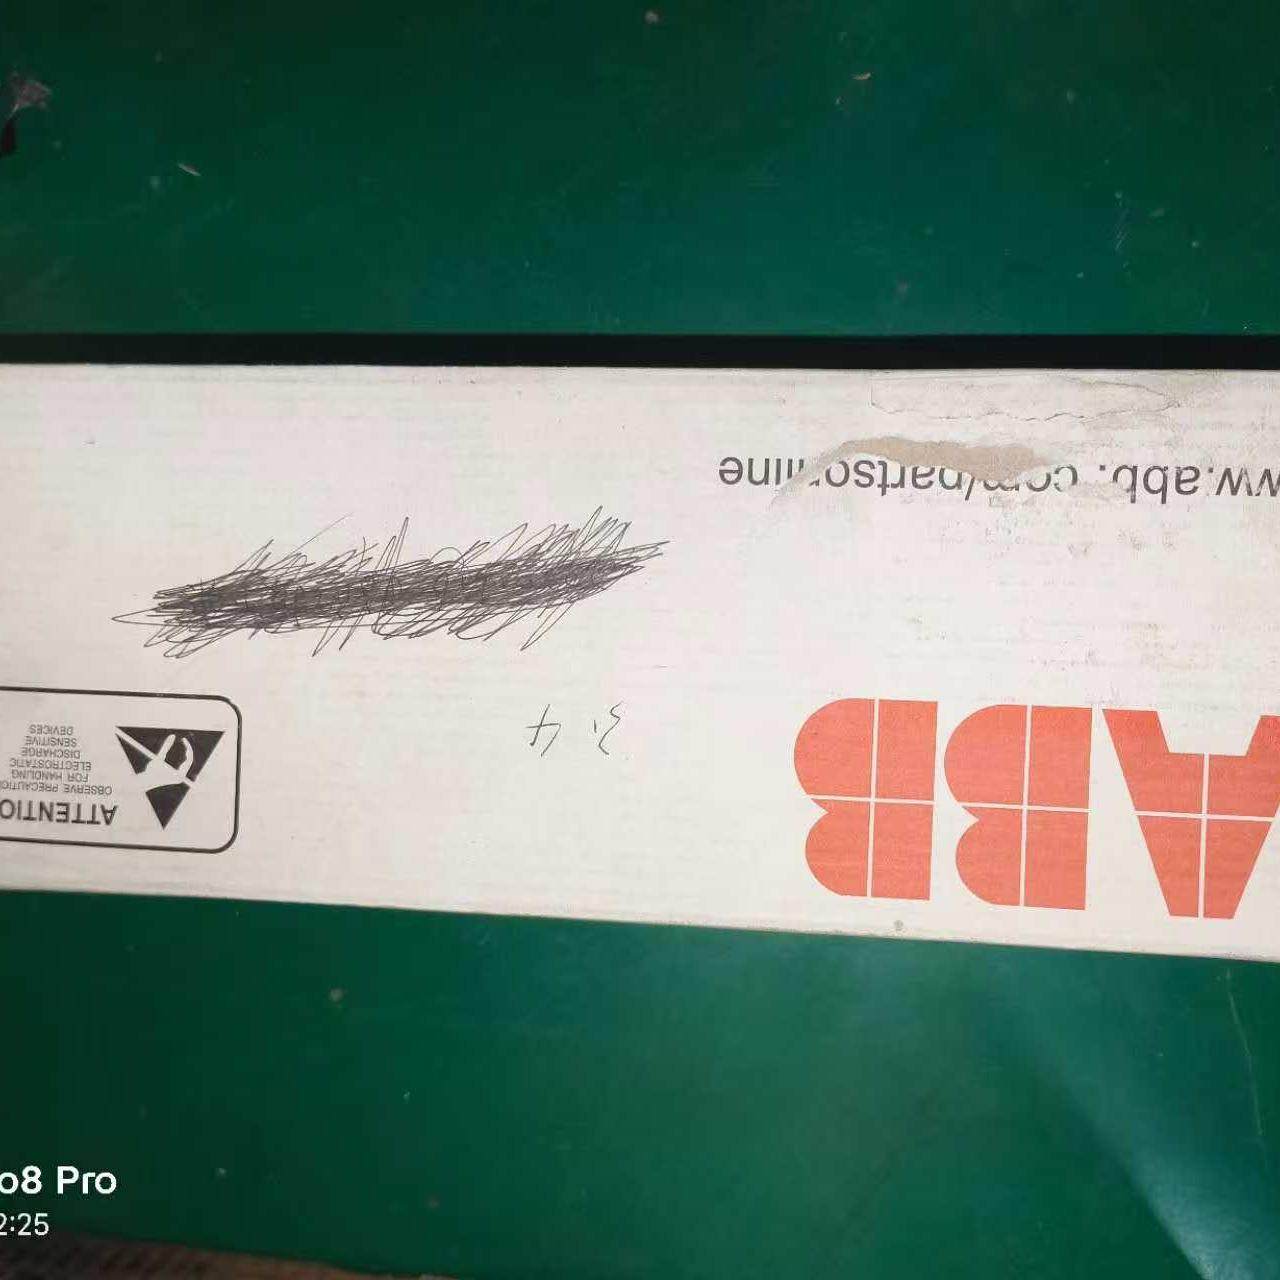 ABB
ATTENTIO
OBSERVE PRECAUTIO
FOR HANDLING
ELECTROSTATIC
DISCHARGE
SENSITIVE
DEVICES
ww.abb.com/partsonline
o8 Pro
2:25